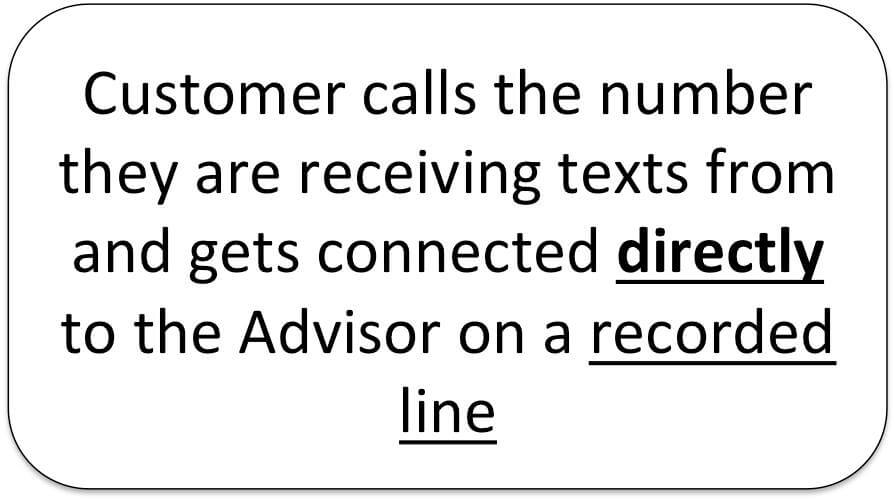 Customer calls the number
they are receiving texts from
and gets connected directly
to the Advisor on a recorded
line